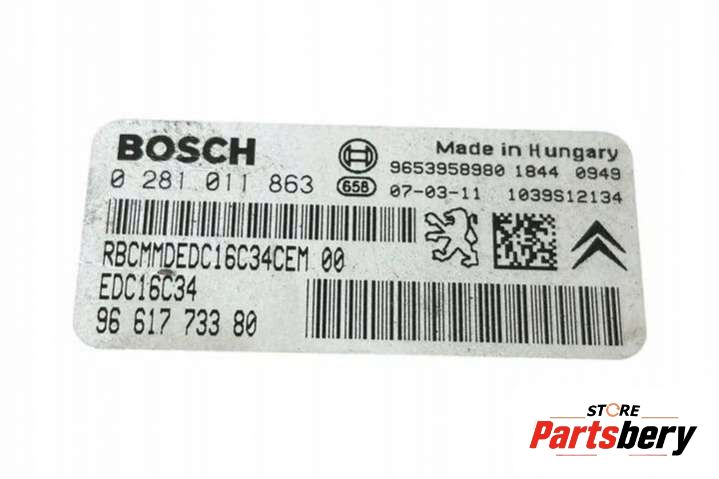 BOSCH
Made in Hungary
9653958980 1844 0949
0 281 011 863
658
07-03-11 1039S12134
RBCMMDEDC16C34CEM 00
EDC16C34
96 617 733 80
STORE
Partsbery